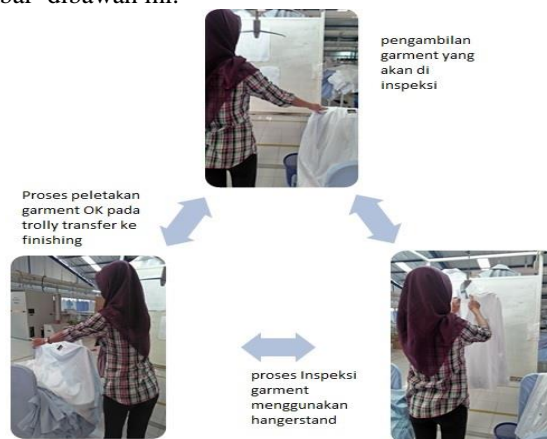 pengambilan
garment yang
akan di
inspeksi
Proses peletakan
garment OK pada
trolly transfer ke
finishing
proses Inspeksi
garment
menggunakan
hangerstand